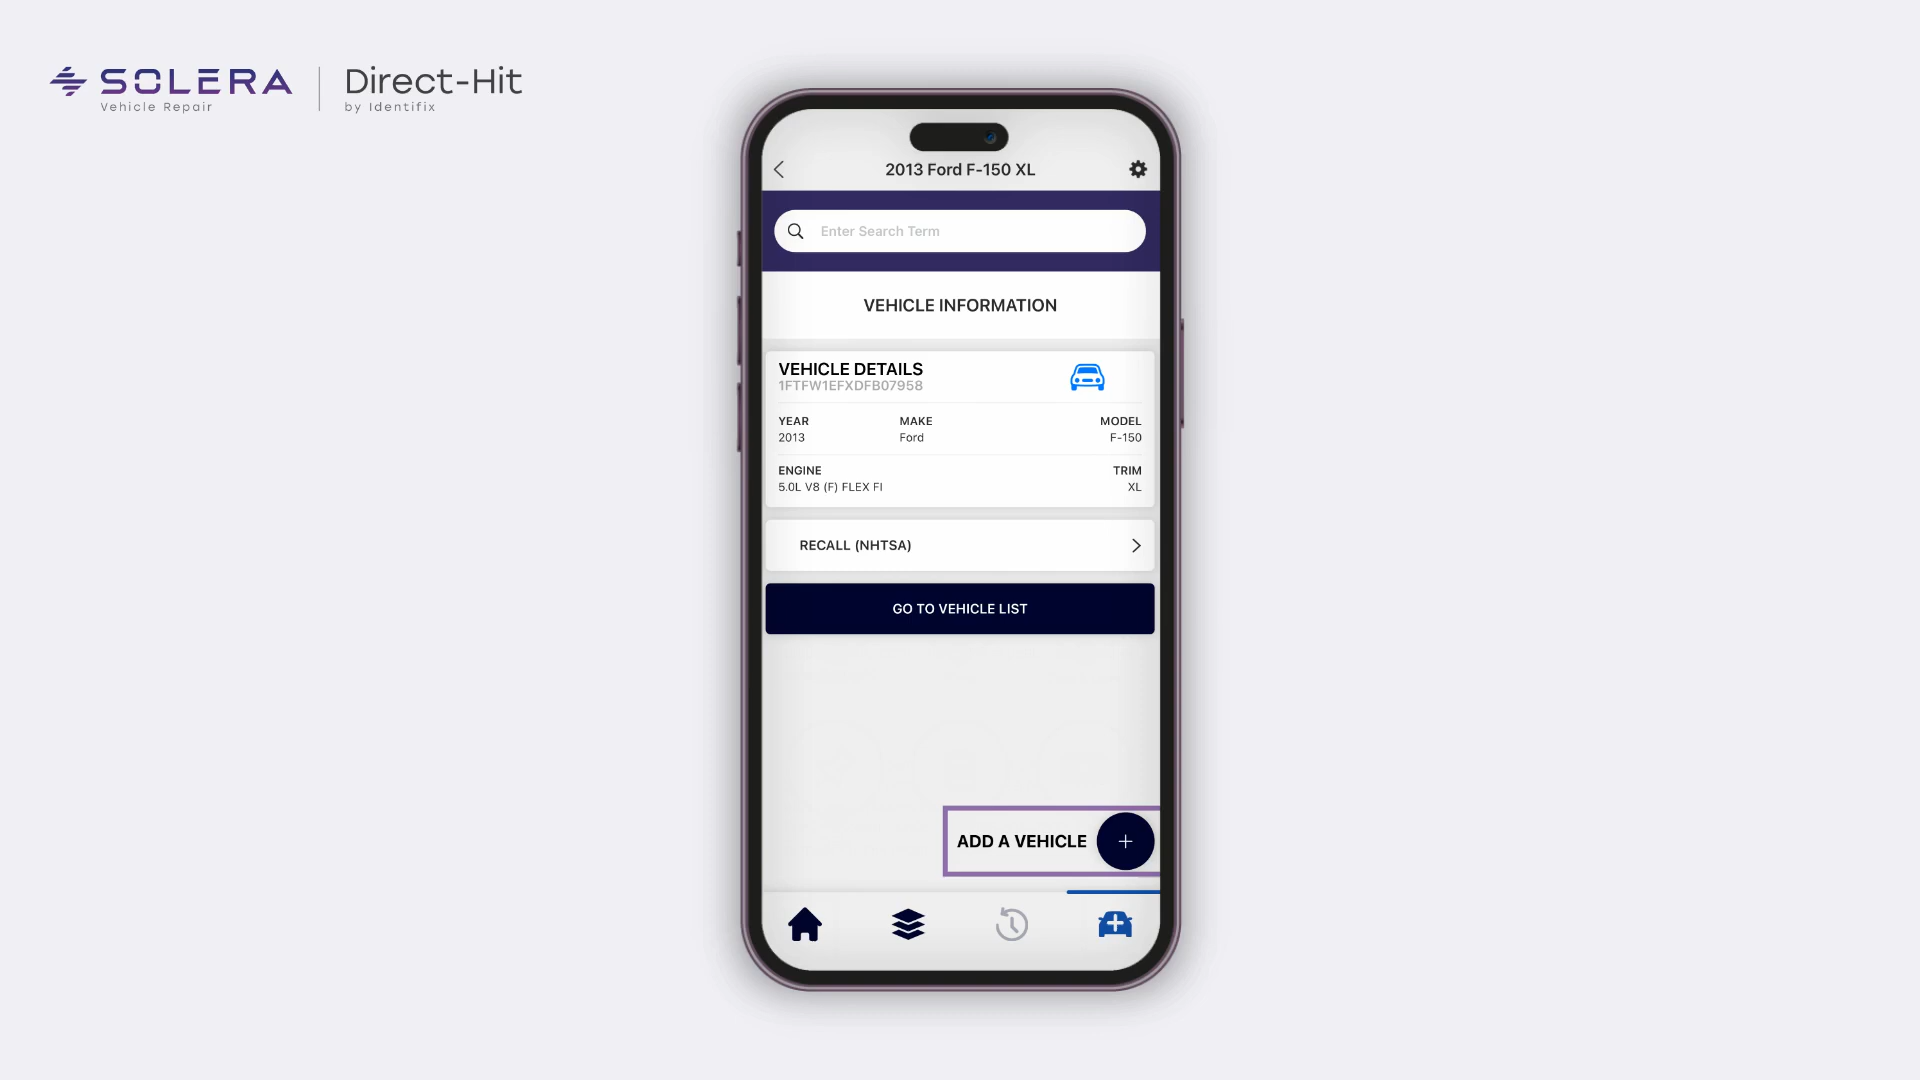 SOLERA
Vehicle Repair
Direct-Hit
by Identifix
2013 Ford F-150 XL
Enter Search Term
VEHICLE INFORMATION
VEHICLE DETAILS
1FTFW1EFXDFB07958
YEAR MAKE MODEL
2013 Ford F-150
ENGINE TRIM
5.0L V8 (F) FLEX FI XL
RECALL (NHTSA)
GO TO VEHICLE LIST
ADD A VEHICLE